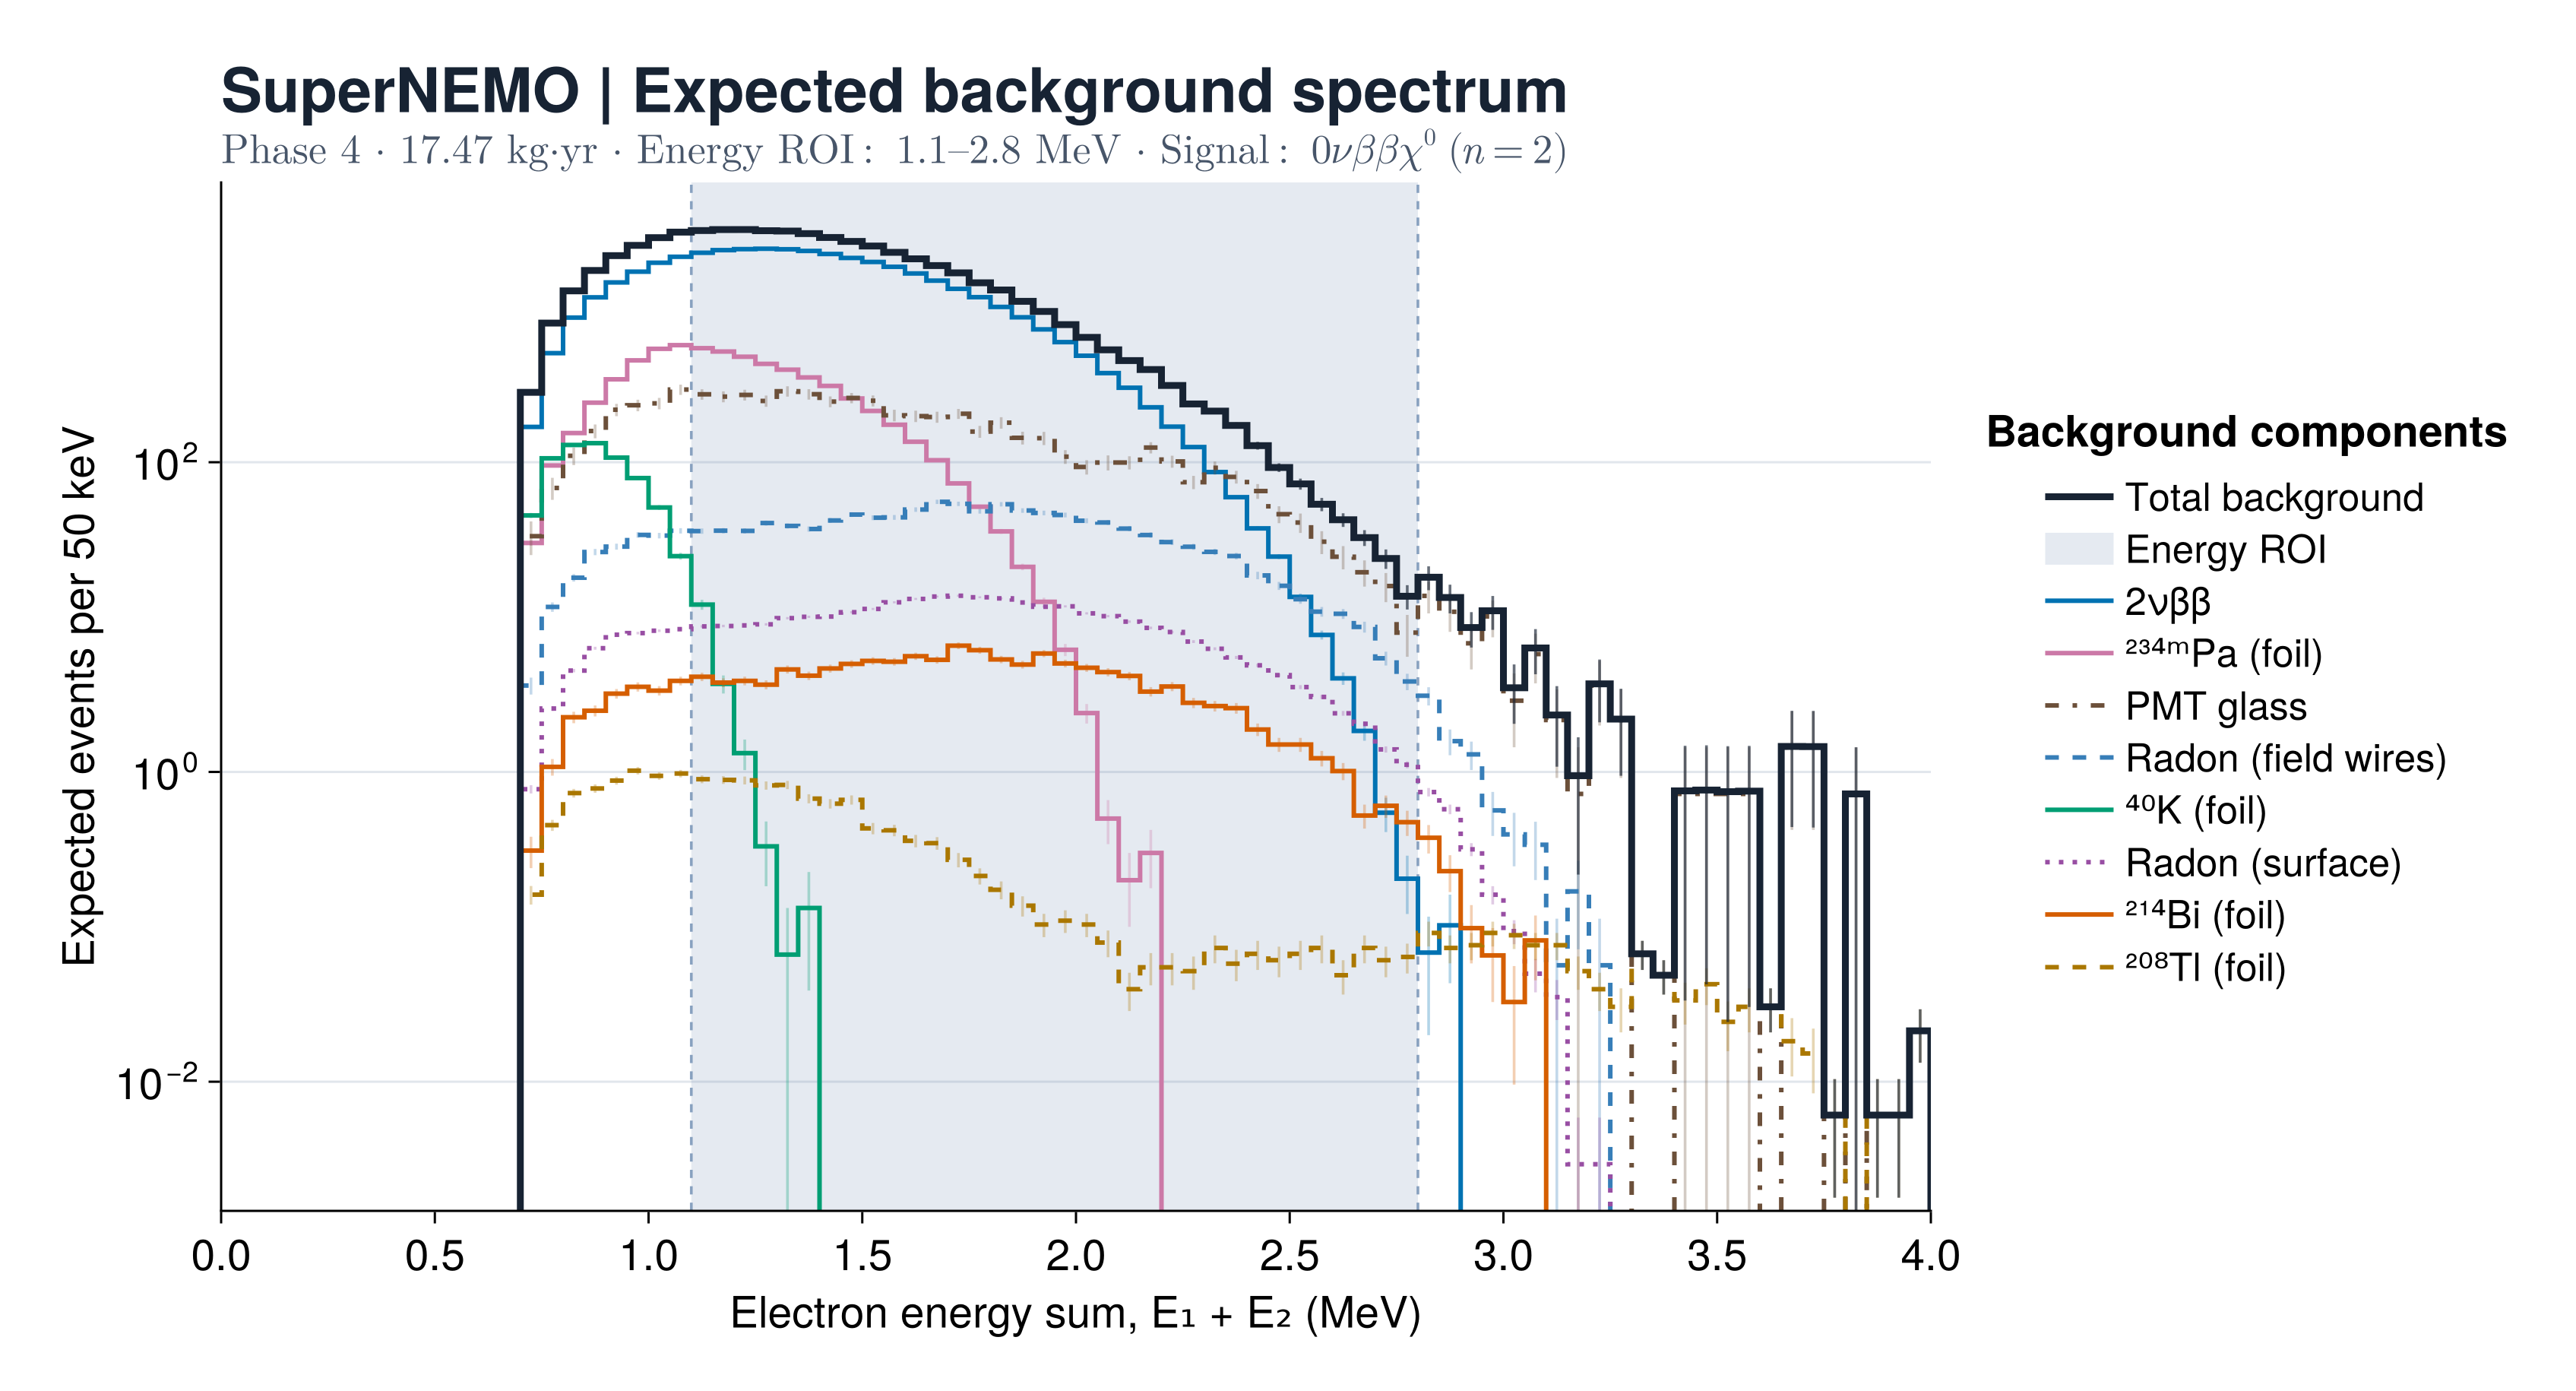 SuperNEMO | Expected background spectrum
Phase 4 · 17.47 kg·yr · Energy ROI: 1.1–2.8 MeV · Signal: 0νββχ⁰ (n = 2)
Expected events per 50 keV
10²
10⁰
10⁻²
0.0 0.5 1.0 1.5 2.0 2.5 3.0 3.5 4.0
Electron energy sum, E₁ + E₂ (MeV)
Background components
Total background
Energy ROI
2νββ
²³⁴ᵐPa (foil)
PMT glass
Radon (field wires)
⁴⁰K (foil)
Radon (surface)
²¹⁴Bi (foil)
²⁰⁸Tl (foil)